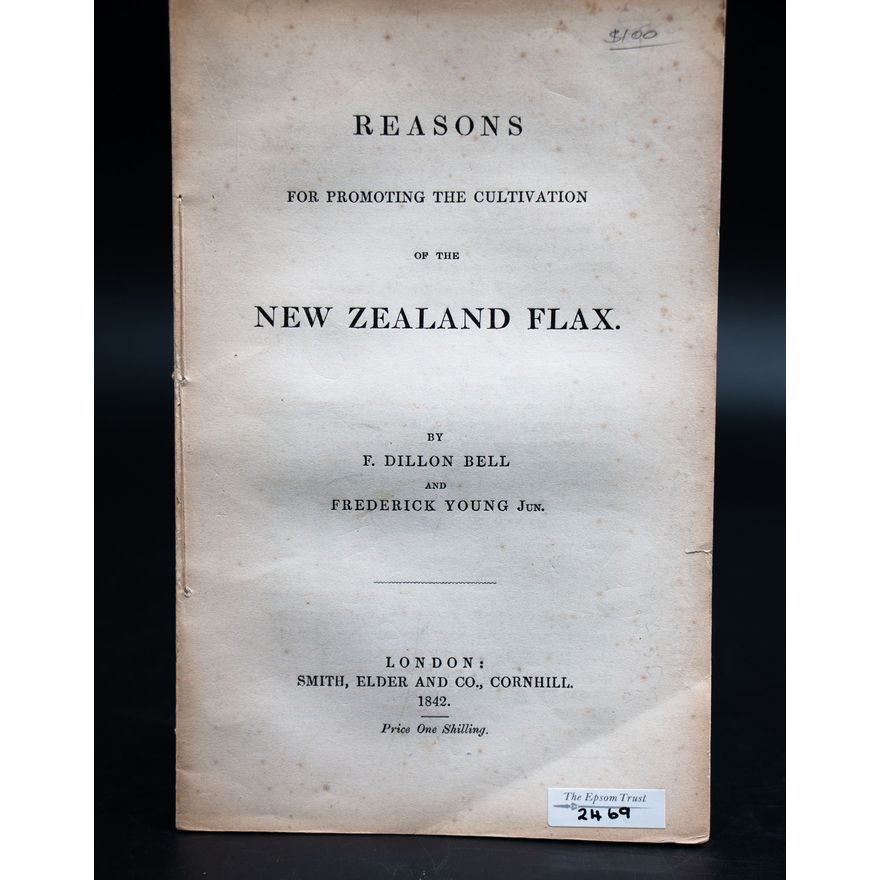 $100
REASONS
FOR PROMOTING THE CULTIVATION
OF THE
NEW ZEALAND FLAX.
BY
F. DILLON BELL
AND
FREDERICK YOUNG JUN.
LONDON:
SMITH, ELDER AND CO., CORNHILL.
1842.
Price One Shilling.
The Epsom Trust
2469